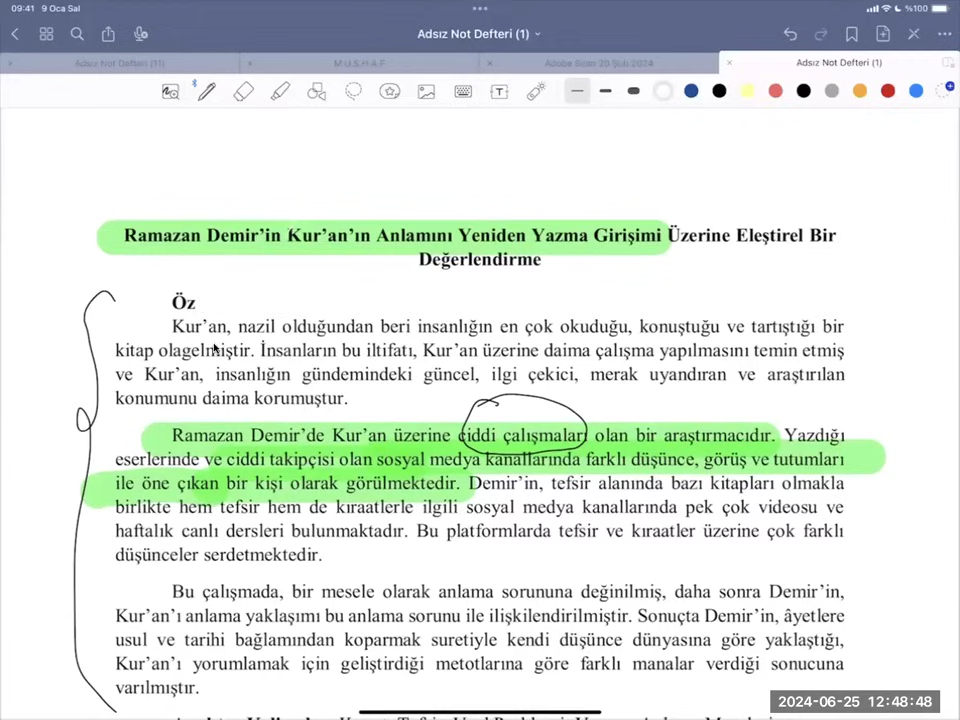 09:41 9 Oca Sal
%100
Adsız Not Defteri (1)
Adsız Not Defteri (11)
M.U.S.H.A.F
Adobe Scan 20 Şub 2024
Adsız Not Defteri (1)
Ramazan Demir’in Kur’an’ın Anlamını Yeniden Yazma Girişimi Üzerine Eleştirel Bir
Değerlendirme
Öz
Kur’an, nazil olduğundan beri insanlığın en çok okuduğu, konuştuğu ve tartıştığı bir
kitap olagelmiştir. İnsanların bu iltifatı, Kur’an üzerine daima çalışma yapılmasını temin etmiş
ve Kur’an, insanlığın gündemindeki güncel, ilgi çekici, merak uyandıran ve araştırılan
konumunu daima korumuştur.
Ramazan Demir’de Kur’an üzerine ciddi çalışmaları olan bir araştırmacıdır. Yazdığı
eserlerinde ve ciddi takipçisi olan sosyal medya kanallarında farklı düşünce, görüş ve tutumları
ile öne çıkan bir kişi olarak görülmektedir. Demir’in, tefsir alanında bazı kitapları olmakla
birlikte hem tefsir hem de kıraatlerle ilgili sosyal medya kanallarında pek çok videosu ve
haftalık canlı dersleri bulunmaktadır. Bu platformlarda tefsir ve kıraatler üzerine çok farklı
düşünceler serdetmektedir.
Bu çalışmada, bir mesele olarak anlama sorununa değinilmiş, daha sonra Demir’in,
Kur’an’ı anlama yaklaşımı bu anlama sorunu ile ilişkilendirilmiştir. Sonuçta Demir’in, âyetlere
usul ve tarihi bağlamından koparmak suretiyle kendi düşünce dünyasına göre yaklaştığı,
Kur’an’ı yorumlamak için geliştirdiği metotlarına göre farklı manalar verdiği sonucuna
varılmıştır.
2024-06-25 12:48:48